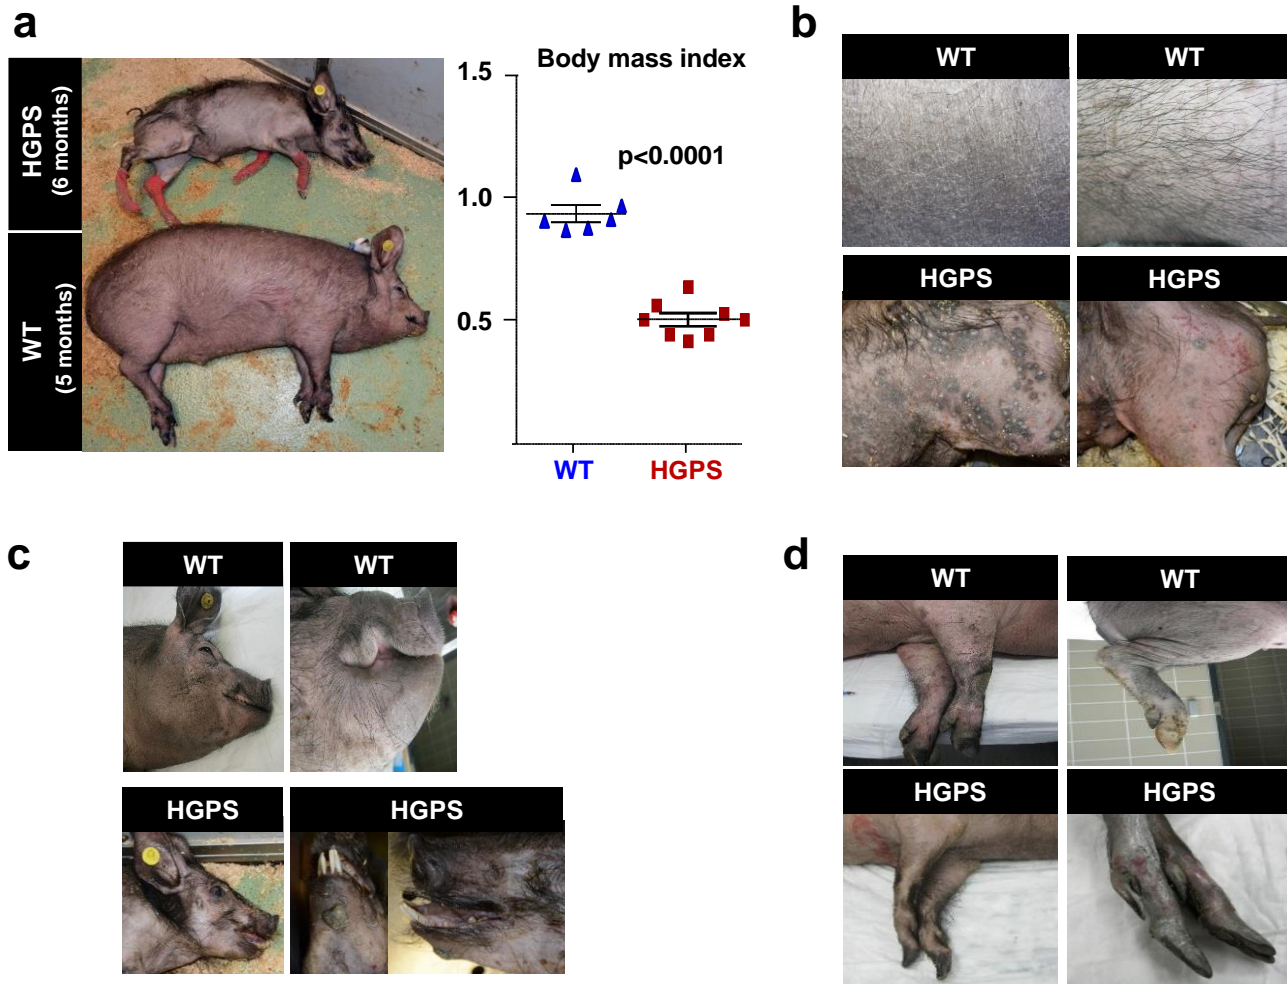 a
HGPS
(6 months)
WT
(5 months)
Body mass index
1.5
1.0
0.5
p<0.0001
WT
HGPS
b
WT
WT
HGPS
HGPS
c
WT
WT
HGPS
HGPS
d
WT
WT
HGPS
HGPS